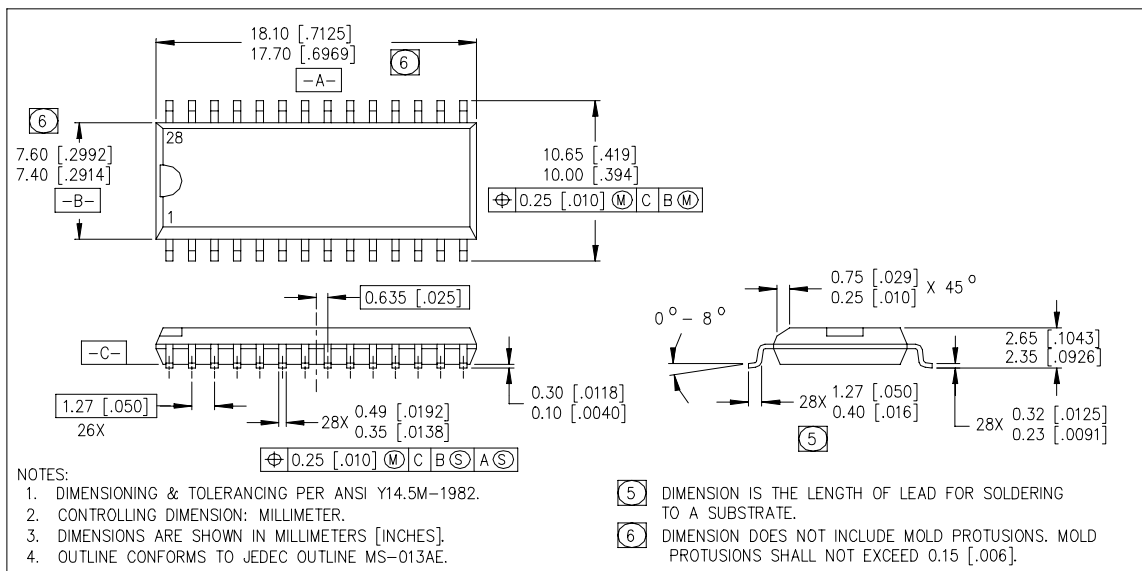 18.10 [.7125]
17.70 [.6969]
-A-
6
6
28
1
7.60 [.2992]
7.40 [.2914]
-B-
10.65 [.419]
10.00 [.394]
⌖ 0.25 [.010] Ⓜ C B Ⓜ
0.635 [.025]
-C-
1.27 [.050]
26X
28X 0.49 [.0192]
0.35 [.0138]
0.30 [.0118]
0.10 [.0040]
⌖ 0.25 [.010] Ⓜ C B Ⓢ A Ⓢ
0.75 [.029]
0.25 [.010] X 45°
0° - 8°
2.65 [.1043]
2.35 [.0926]
28X 1.27 [.050]
0.40 [.016]
5
28X 0.32 [.0125]
0.23 [.0091]
NOTES:
1. DIMENSIONING & TOLERANCING PER ANSI Y14.5M-1982.
2. CONTROLLING DIMENSION: MILLIMETER.
3. DIMENSIONS ARE SHOWN IN MILLIMETERS [INCHES].
4. OUTLINE CONFORMS TO JEDEC OUTLINE MS-013AE.
5 DIMENSION IS THE LENGTH OF LEAD FOR SOLDERING
TO A SUBSTRATE.
6 DIMENSION DOES NOT INCLUDE MOLD PROTUSIONS. MOLD
PROTUSIONS SHALL NOT EXCEED 0.15 [.006].